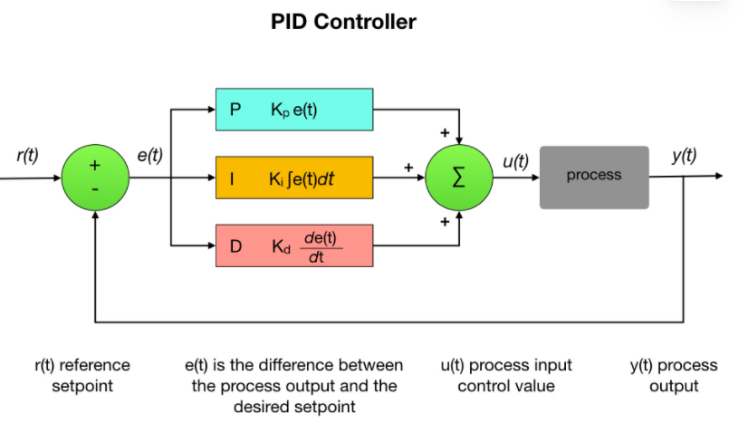 PID Controller
P Kp e(t)
r(t)
+
-
e(t)
I Ki ∫e(t)dt
+
+
Σ
u(t)
process
y(t)
+
D Kd de(t)
dt
r(t) reference
setpoint
e(t) is the difference between
the process output and the
desired setpoint
u(t) process input
control value
y(t) process
output